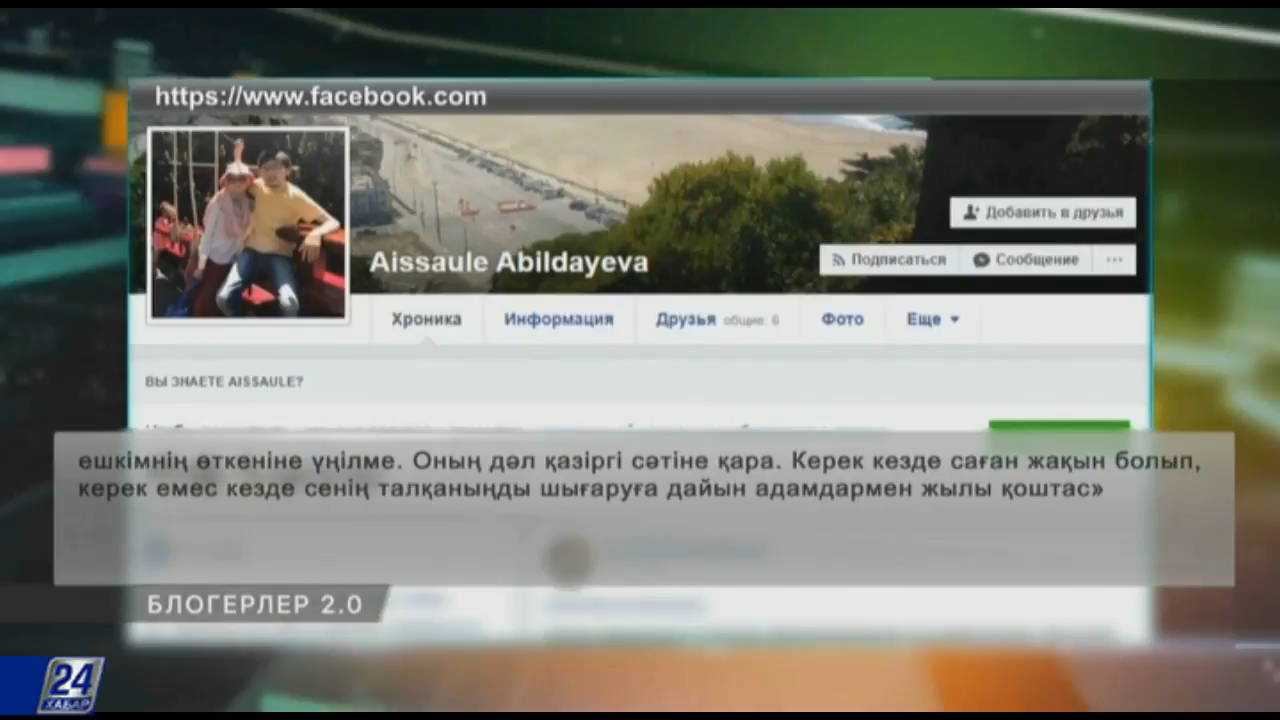 https://www.facebook.com
Добавить в друзья
Aissaule Abildayeva
Подписаться
Сообщение
Хроника
Информация
Друзья общие: 6
Фото
Еще
ВЫ ЗНАЕТЕ AISSAULE?
ешкімнің өткеніне үңілме. Оның дәл қазіргі сәтіне қара. Керек кезде саған жақын болып,
керек емес кезде сенің талқаныңды шығаруға дайын адамдармен жылы қоштас»
БЛОГЕРЛЕР 2.0
24
ХАБАР